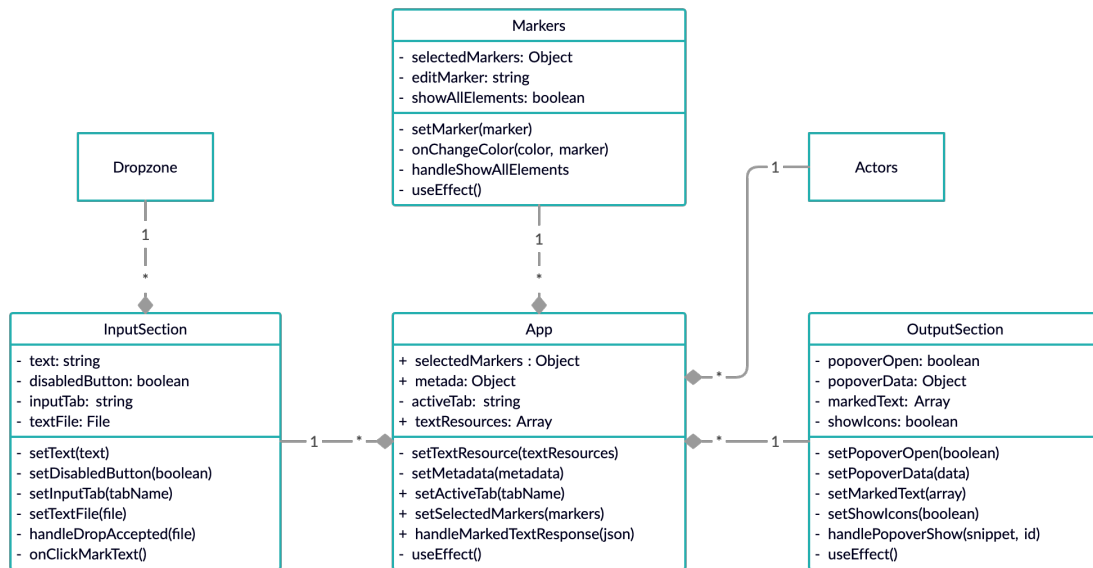 Markers
- selectedMarkers: Object
- editMarker: string
- showAllElements: boolean
- setMarker(marker)
- onChangeColor(color, marker)
- handleShowAllElements
- useEffect()
Dropzone
Actors
1
1
1
*
*
*
InputSection
- text: string
- disabledButton: boolean
- inputTab: string
- textFile: File
- setText(text)
- setDisabledButton(boolean)
- setInputTab(tabName)
- setTextFile(file)
- handleDropAccepted(file)
- onClickMarkText()
1
*
App
+ selectedMarkers : Object
+ metada: Object
- activeTab: string
+ textResources: Array
- setTextResource(textResources)
- setMetadata(metadata)
+ setActiveTab(tabName)
+ setSelectedMarkers(markers)
+ handleMarkedTextResponse(json)
- useEffect()
*
1
OutputSection
- popoverOpen: boolean
- popoverData: Object
- markedText: Array
- showIcons: boolean
- setPopoverOpen(boolean)
- setPopoverData(data)
- setMarkedText(array)
- setShowIcons(boolean)
- handlePopoverShow(snippet, id)
- useEffect()